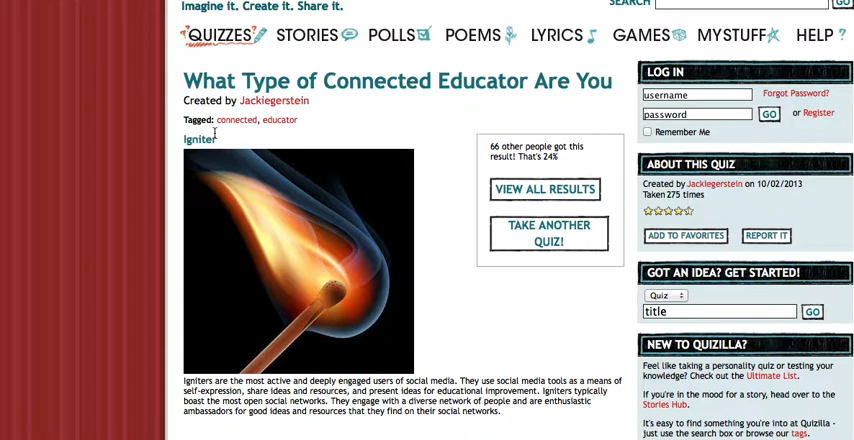 Imagine it. Create it. Share it.
SEARCH
GO
QUIZZES STORIES POLLS POEMS LYRICS GAMES MYSTUFF HELP ?
What Type of Connected Educator Are You
Created by Jackiegerstein
Tagged: connected, educator
Igniter
66 other people got this
result! That's 24%
VIEW ALL RESULTS
TAKE ANOTHER
QUIZ!
Igniters are the most active and deeply engaged users of social media. They use social media tools as a means of
self-expression, share ideas and resources, and present ideas for educational improvement. Igniters typically
boast the most open social networks. They engage with a diverse network of people and are enthusiastic
ambassadors for good ideas and resources that they find on their social networks.
LOG IN
username Forgot Password?
password GO or Register
Remember Me
ABOUT THIS QUIZ
Created by Jackiegerstein on 10/02/2013
Taken 275 times
ADD TO FAVORITES REPORT IT
GOT AN IDEA? GET STARTED!
Quiz
title GO
NEW TO QUIZILLA?
Feel like taking a personality quiz or testing your
knowledge? Check out the Ultimate List.
If you're in the mood for a story, head over to the
Stories Hub.
It's easy to find something you're into at Quizilla -
just use the search box or browse our tags.